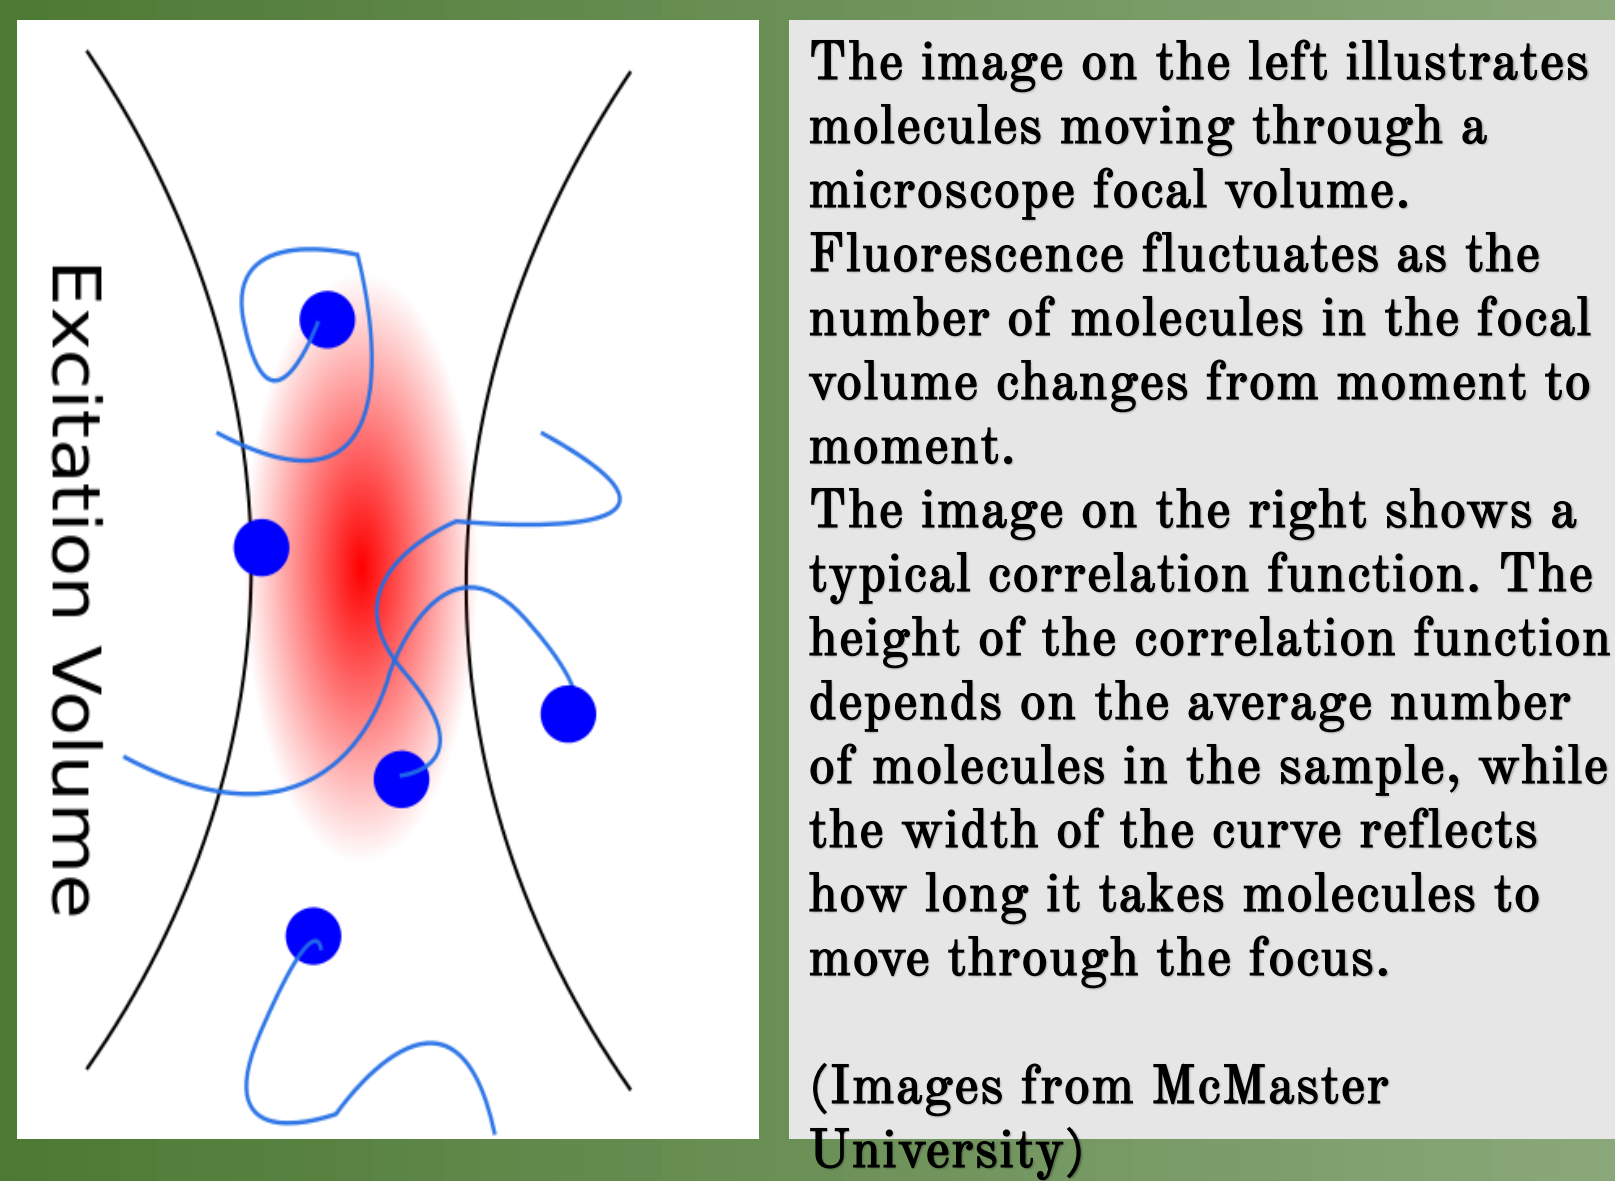 Excitation Volume
The image on the left illustrates
molecules moving through a
microscope focal volume.
Fluorescence fluctuates as the
number of molecules in the focal
volume changes from moment to
moment.
The image on the right shows a
typical correlation function. The
height of the correlation function
depends on the average number
of molecules in the sample, while
the width of the curve reflects
how long it takes molecules to
move through the focus.
(Images from McMaster
University)